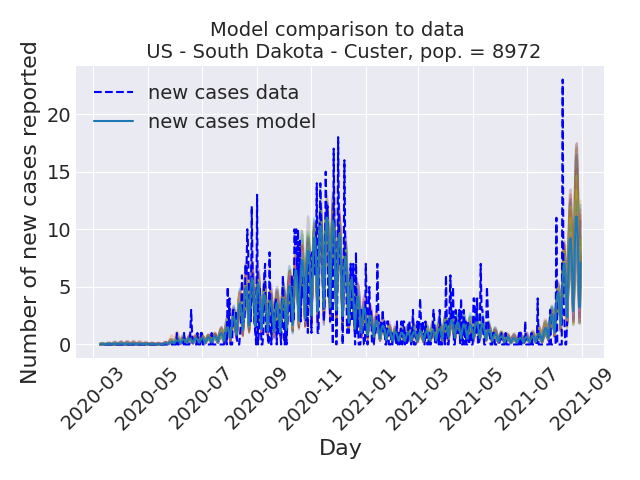 Model comparison to data
US - South Dakota - Custer, pop. = 8972
Number of new cases reported
20
15
10
5
0
new cases data
new cases model
2020-03
2020-05
2020-07
2020-09
2020-11
2021-01
2021-03
2021-05
2021-07
2021-09
Day